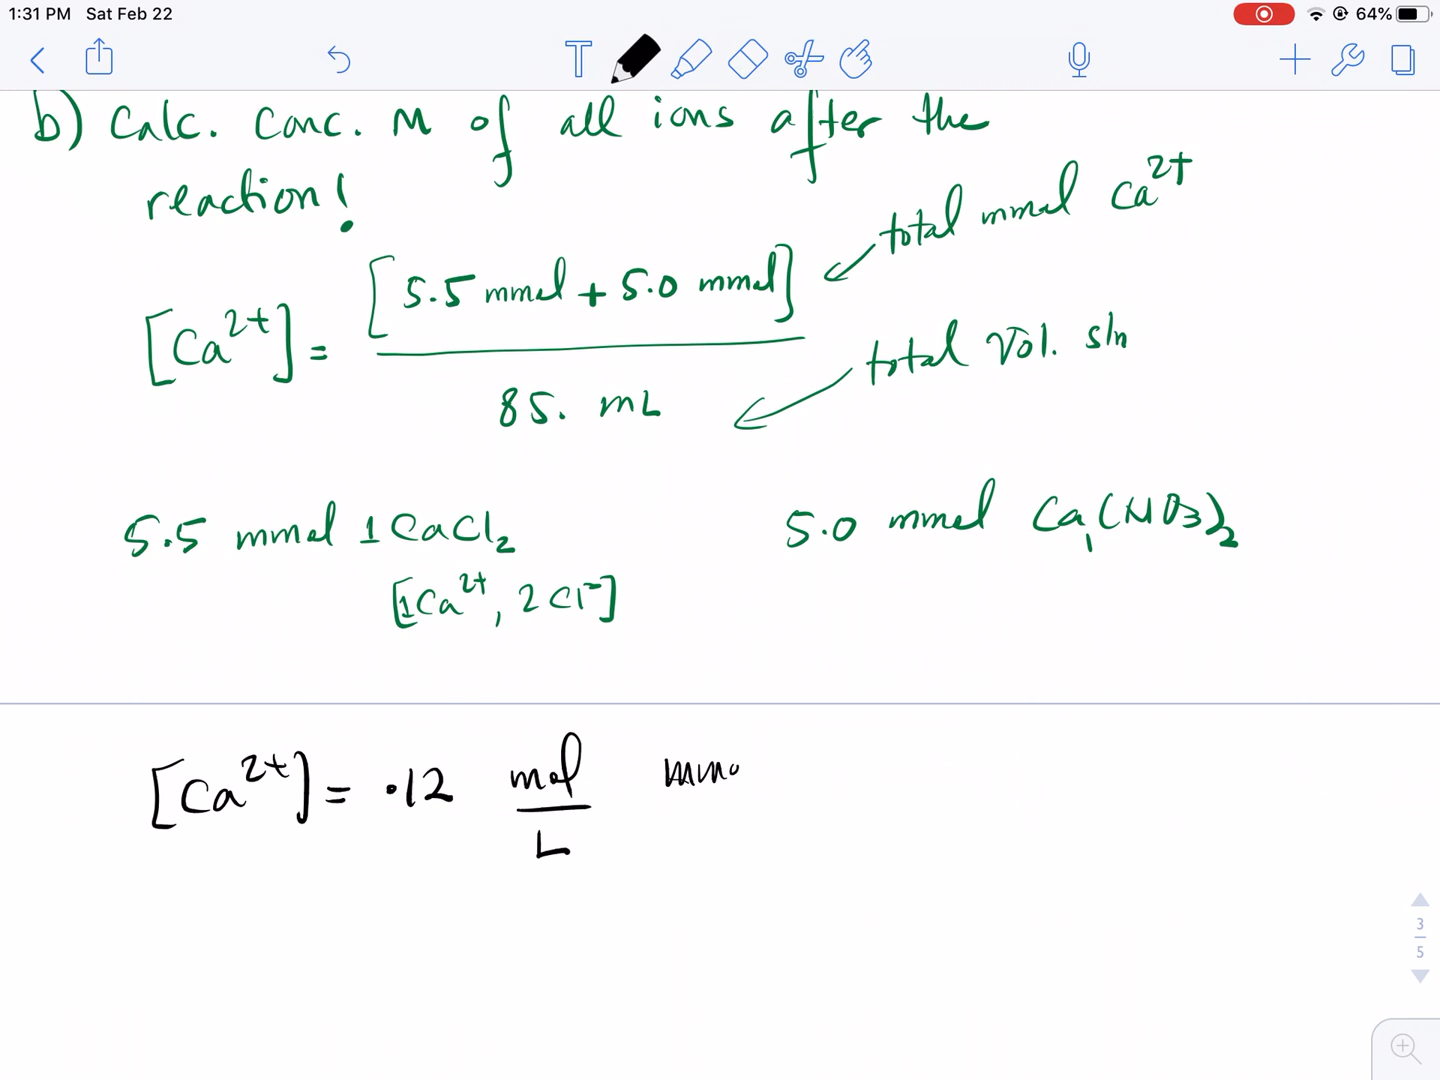 1:31 PM Sat Feb 22 64%
T
b) Calc. Conc. M of all ions after the
reaction!
total mmol Ca²⁺
[Ca²⁺] = [5.5 mmol + 5.0 mmol]
85. mL
total Vol. sln
5.5 mmol 1CaCl₂
5.0 mmol Ca₁(NO₃)₂
[1Ca²⁺, 2Cl⁻]
[Ca²⁺] = .12 mol
L
mmo
3
5